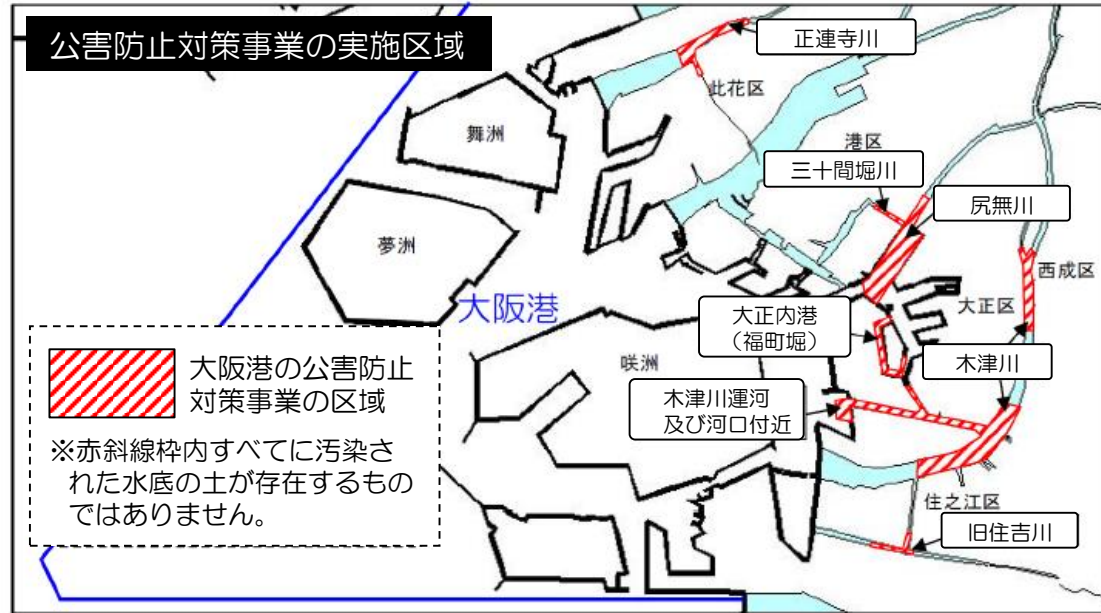 公害防止対策事業の実施区域
正連寺川
此花区
舞洲
港区
三十間堀川
尻無川
夢洲
西成区
大阪港
大正区
大正内港
（福町堀）
咲洲
木津川
木津川運河
及び河口付近
大阪港の公害防止
対策事業の区域
※赤斜線枠内すべてに汚染さ
れた水底の土が存在するもの
ではありません。
住之江区
旧住吉川